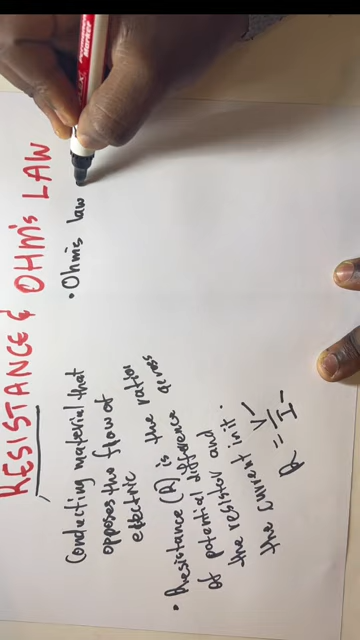 RESISTANCE & OHM'S LAW
Conducting material that
opposes the flow of
electric
• Resistance (R) is the ratio
of potential difference across
the resistor and
the current in it.
R = V/I
• Ohm's law
Marker